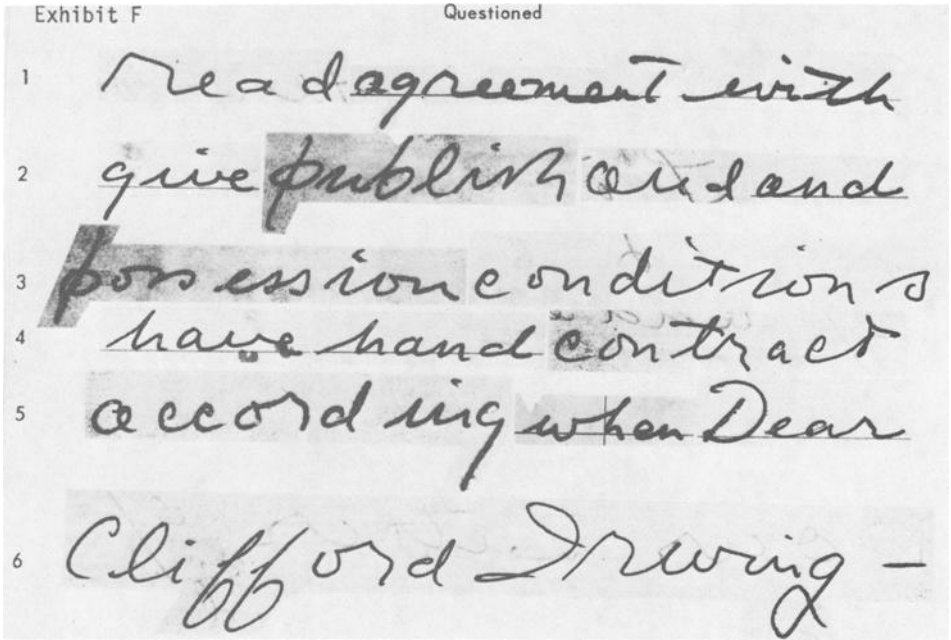 Exhibit F Questioned
1 read agreement with
2 give publish and and
3 possession conditions
4 have hand contract
5 according when Dear
6 Clifford Irving –